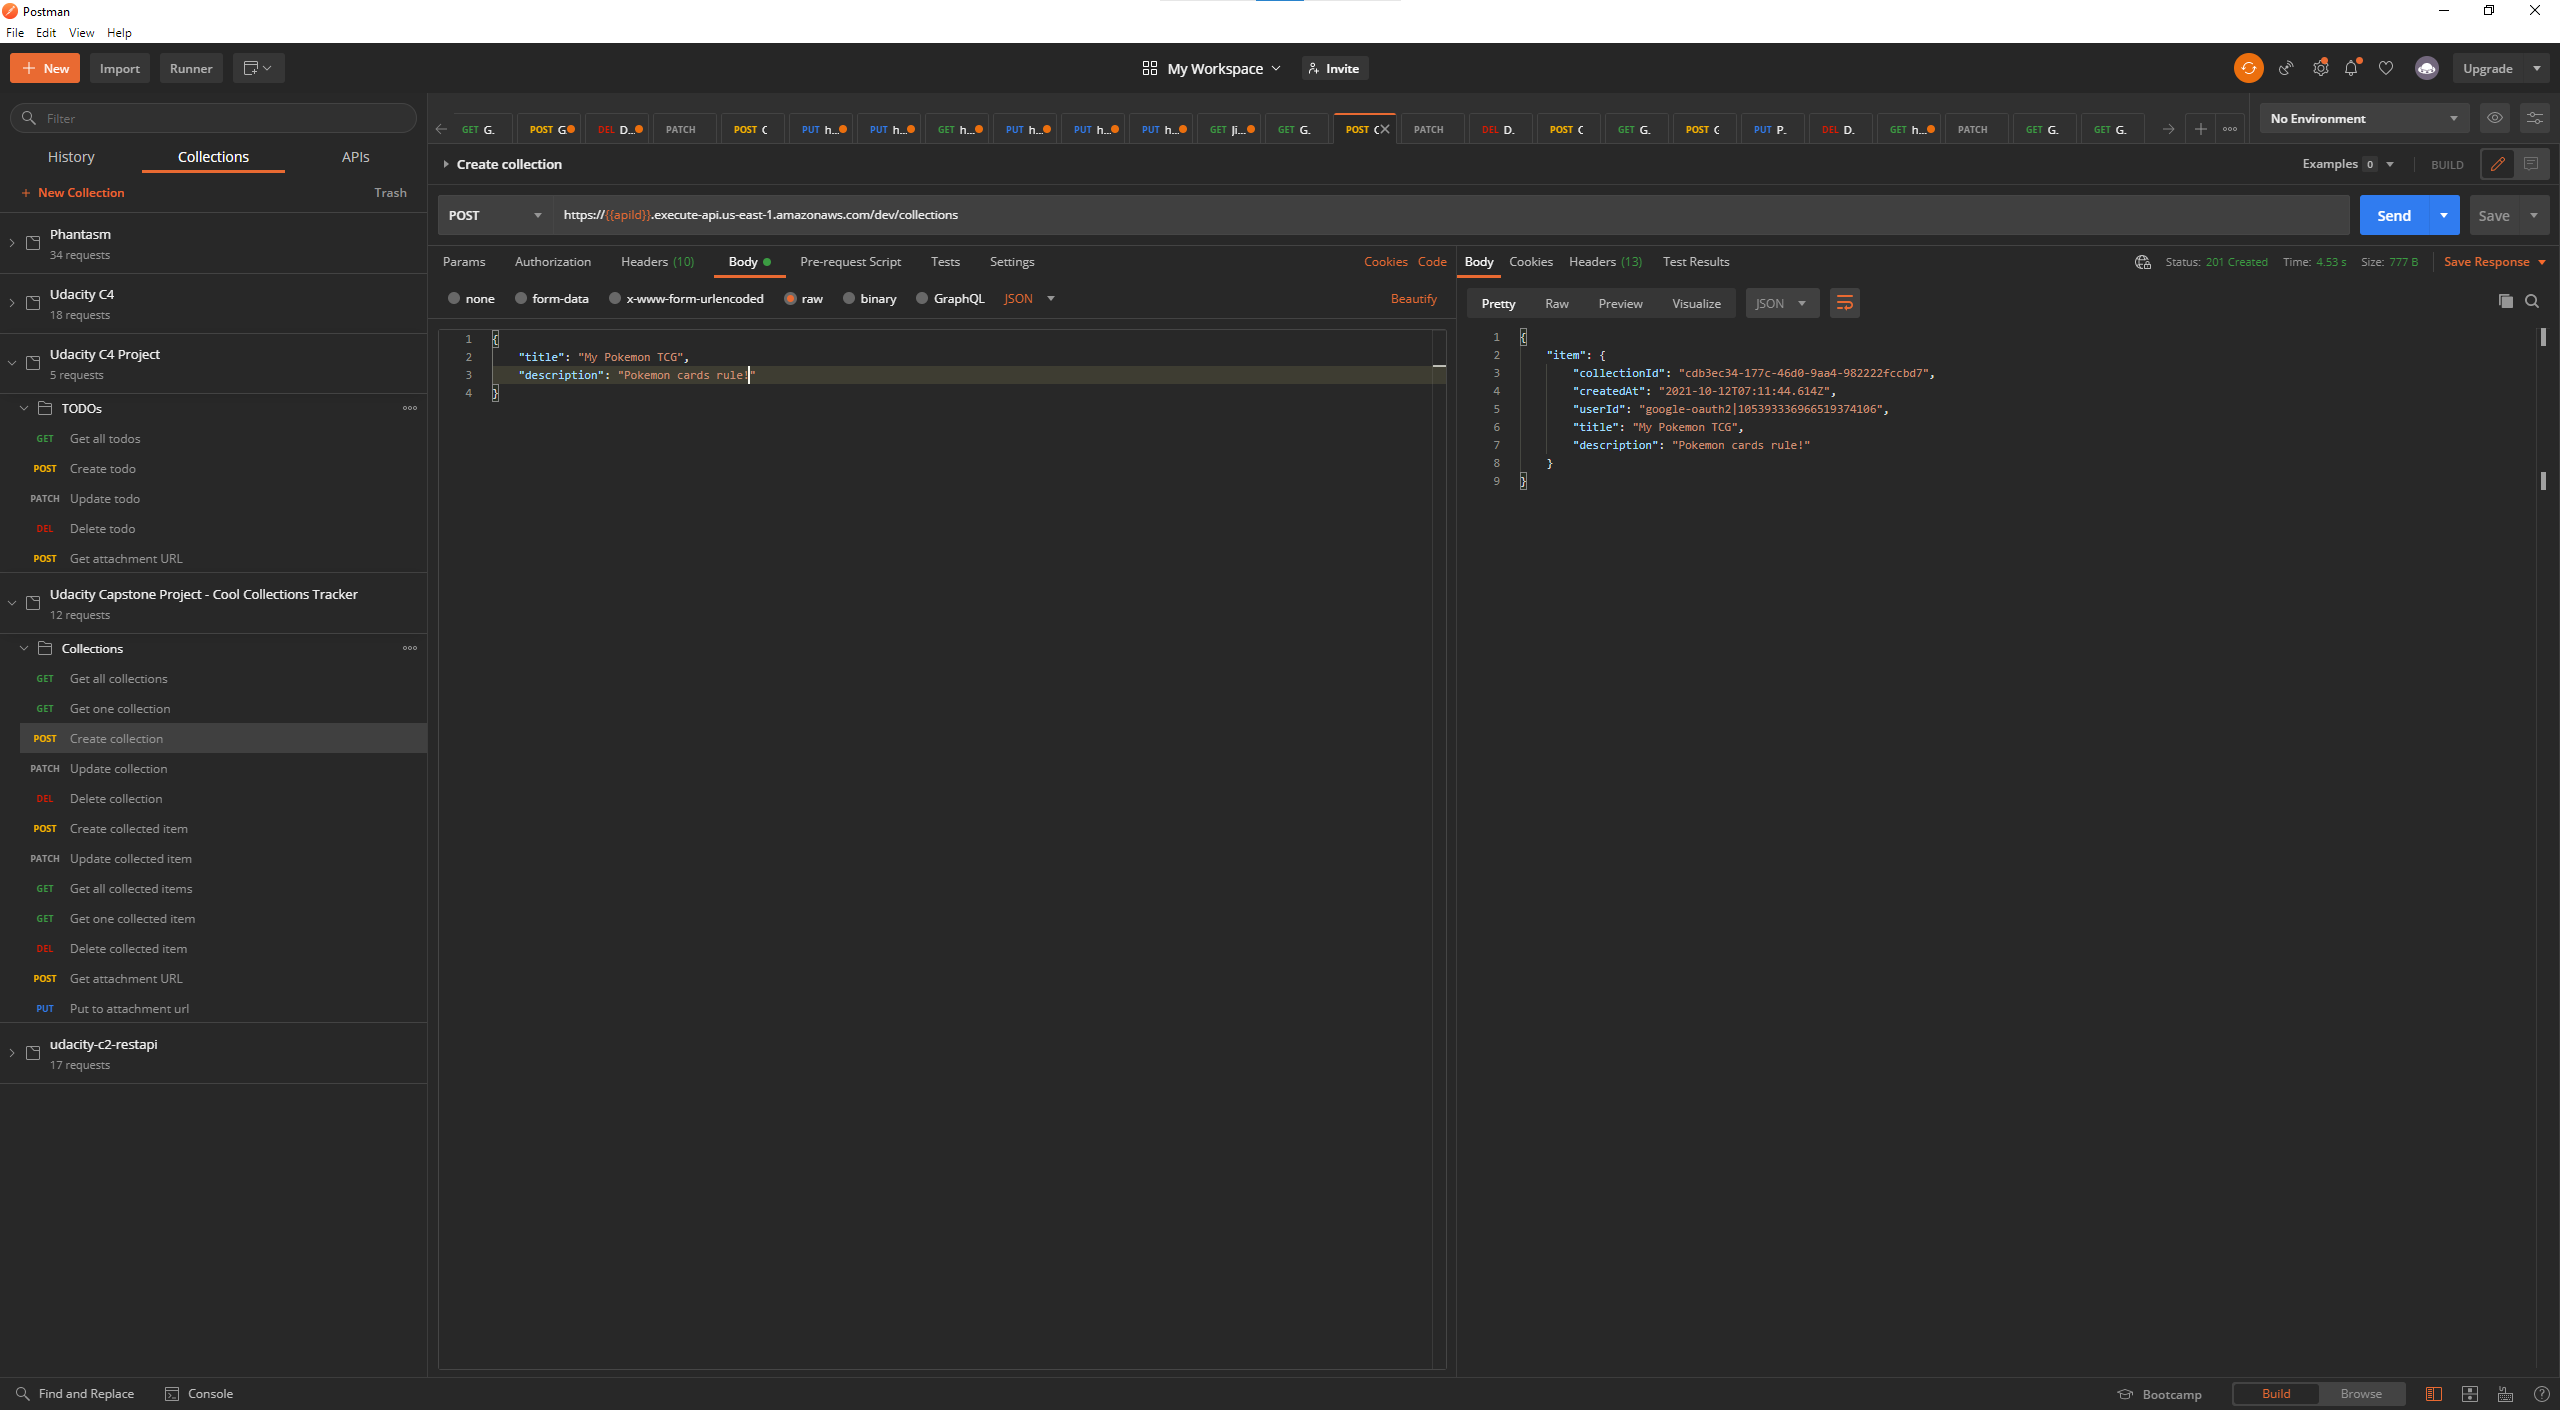 Postman
File Edit View Help
New Import Runner My Workspace Invite Upgrade
Filter
History Collections APIs
New Collection Trash
Phantasm
34 requests
Udacity C4
18 requests
Udacity C4 Project
5 requests
TODOs
GET Get all todos
POST Create todo
PATCH Update todo
DEL Delete todo
POST Get attachment URL
Udacity Capstone Project - Cool Collections Tracker
12 requests
Collections
GET Get all collections
GET Get one collection
POST Create collection
PATCH Update collection
DEL Delete collection
POST Create collected item
PATCH Update collected item
GET Get all collected items
GET Get one collected item
DEL Delete collected item
POST Get attachment URL
PUT Put to attachment url
udacity-c2-restapi
17 requests
GET G. POST G DEL D... PATCH POST PUT h... PUT h... GET h... PUT h... PUT h... PUT h... GET Ji... GET G. POST PATCH DEL D. POST GET G. POST PUT P. DEL D. GET h... PATCH GET G. GET G.
No Environment
Create collection
Examples 0 BUILD
POST https://{{apiId}}.execute-api.us-east-1.amazonaws.com/dev/collections Send Save
Params Authorization Headers (10) Body Pre-request Script Tests Settings Cookies Code
none form-data x-www-form-urlencoded raw binary GraphQL JSON Beautify
1 {
2 "title": "My Pokemon TCG",
3 "description": "Pokemon cards rule!"
4 }
Body Cookies Headers (13) Test Results Status: 201 Created Time: 4.53 s Size: 777 B Save Response
Pretty Raw Preview Visualize JSON
1 {
2 "item": {
3 "collectionId": "cdb3ec34-177c-46d0-9aa4-982222fccbd7",
4 "createdAt": "2021-10-12T07:11:44.614Z",
5 "userId": "google-oauth2|105393336966519374106",
6 "title": "My Pokemon TCG",
7 "description": "Pokemon cards rule!"
8 }
9 }
Find and Replace Console Bootcamp Build Browse